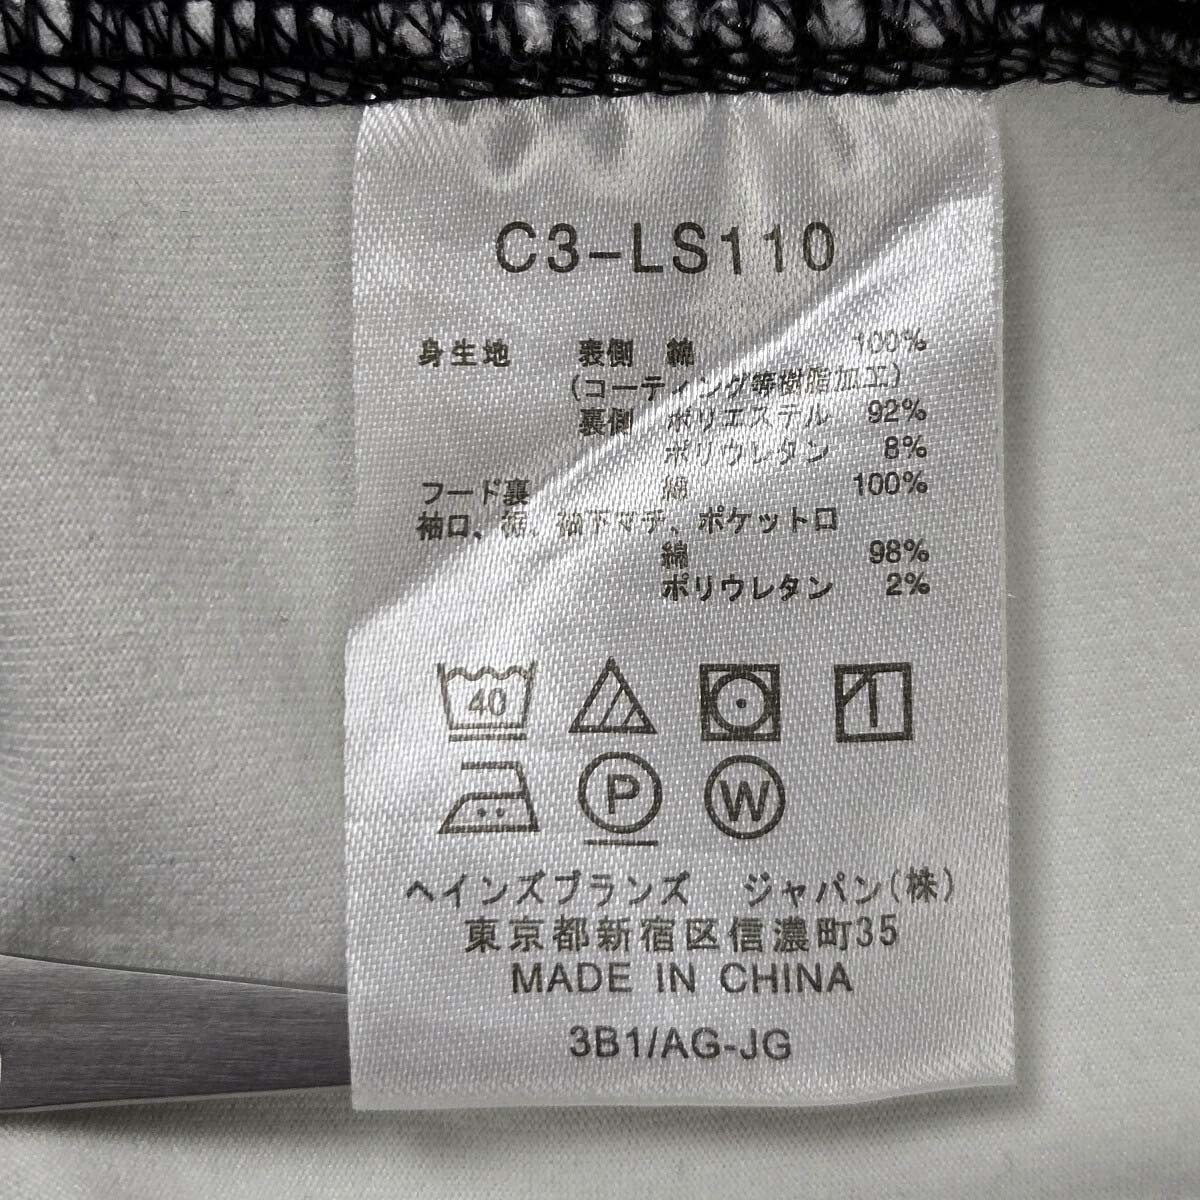 C3-LS110
身生地 表側 綿 100%
(コーティング等樹脂加工)
裏側 ポリエステル 92%
ポリウレタン 8%
フード裏 綿 100%
袖口、裾、袖下マチ、ポケット口
綿 98%
ポリウレタン 2%
40 1
P W
ヘインズブランズ ジャパン(株)
東京都新宿区信濃町35
MADE IN CHINA
3B1/AG-JG